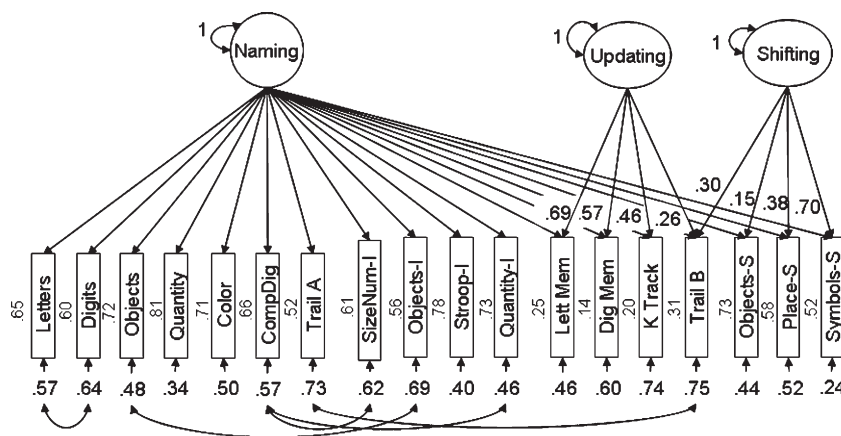 1 Naming 1 Updating 1 Shifting
.30
.15 .38 .70
.69 .57 .46 .26
.65 Letters .60 Digits .72 Objects .81 Quantity .71 Color .66 CompDig .52 Trail A .61 SizeNum-I .56 Objects-I .78 Stroop-I .73 Quantity-I .25 Lett Mem .14 Dig Mem .20 K Track .31 Trail B .73 Objects-S .58 Place-S .52 Symbols-S
.57 .64 .48 .34 .50 .57 .73 .62 .69 .40 .46 .46 .60 .74 .75 .44 .52 .24